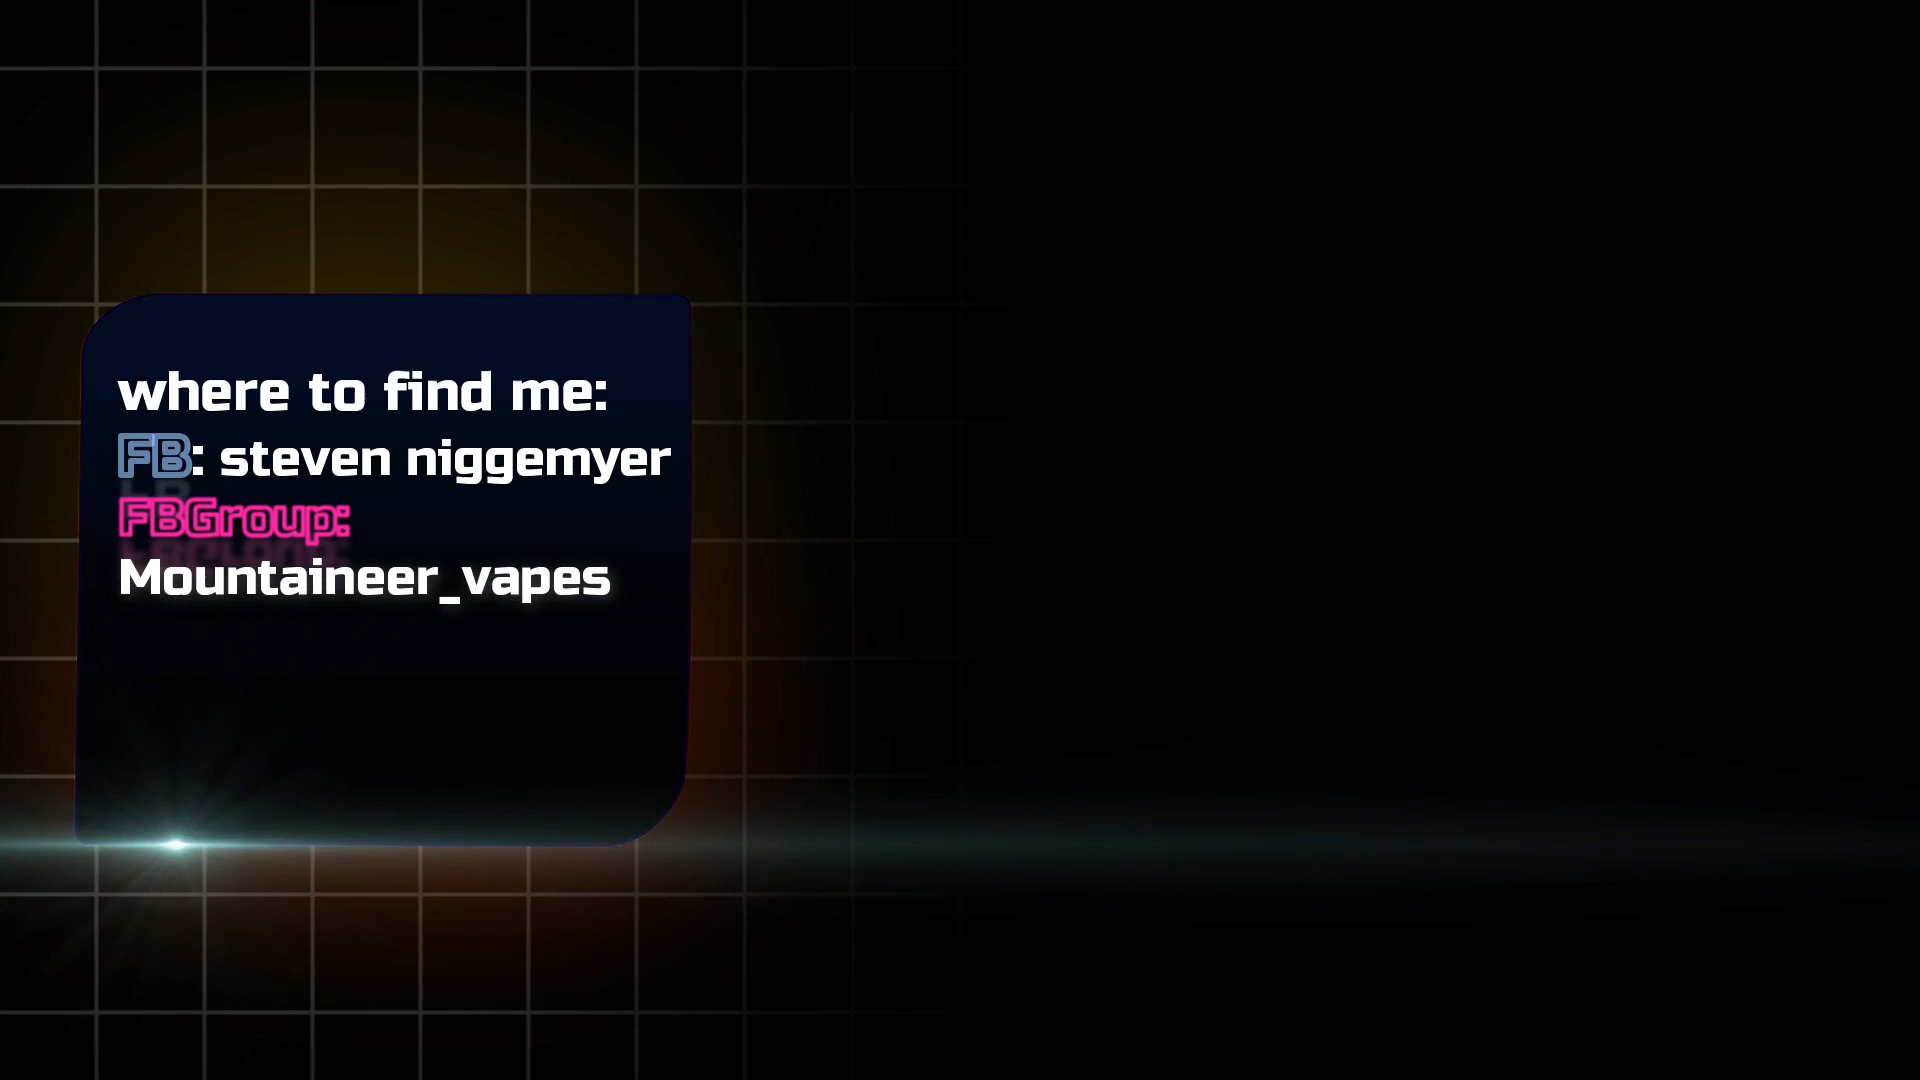 where to find me:
FB: steven niggemyer
FBGroup:
Mountaineer_vapes